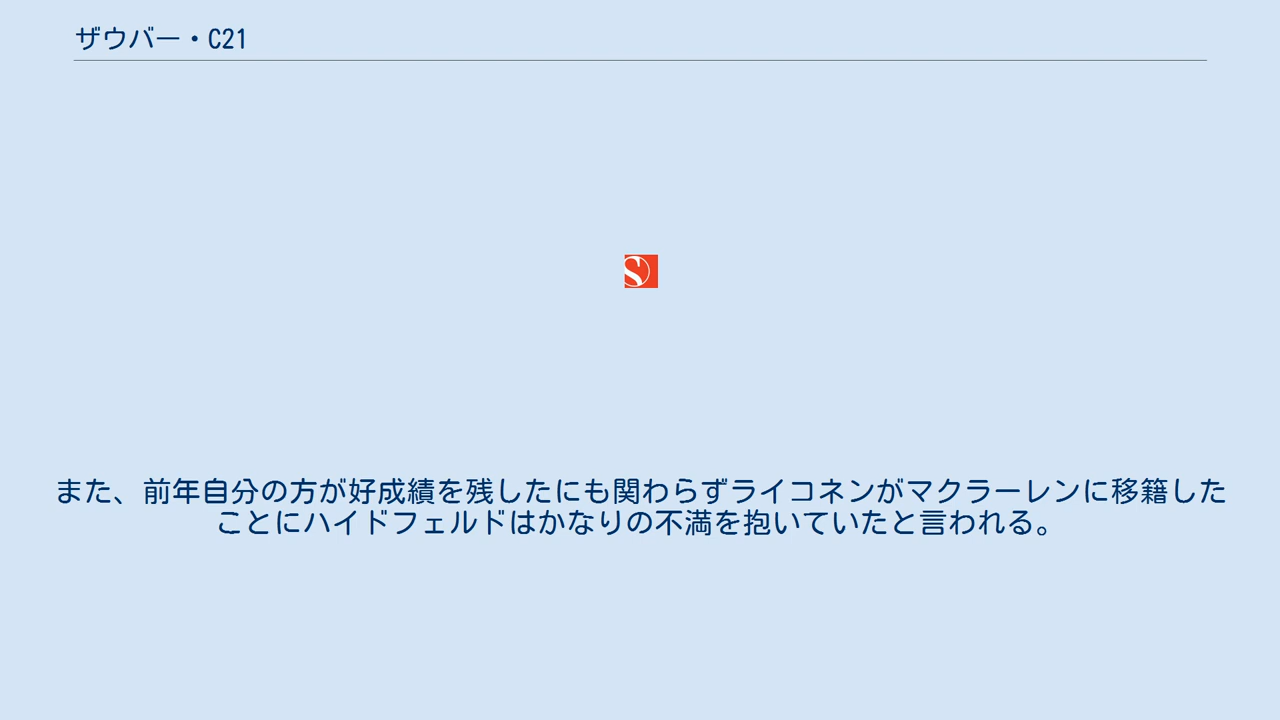 ザウバー・C21
S
また、前年自分の方が好成績を残したにも関わらずライコネンがマクラーレンに移籍した
ことにハイドフェルドはかなりの不満を抱いていたと言われる。